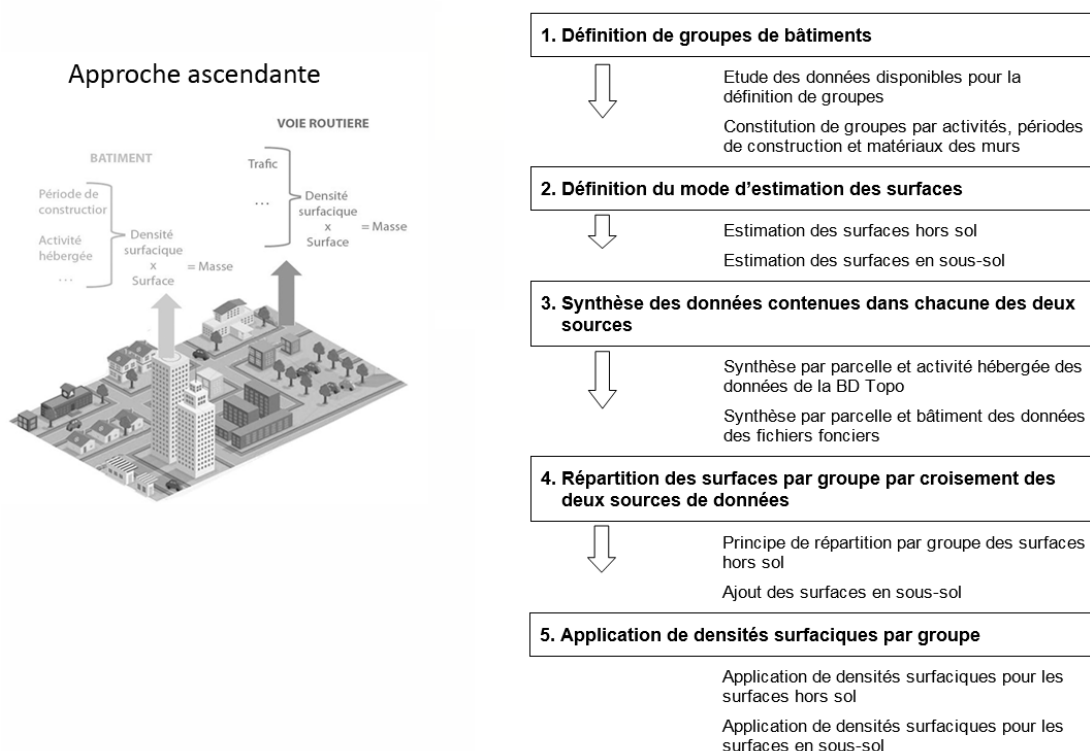 Approche ascendante
VOIE ROUTIERE
Trafic
...
Densité
surfacique
x
Surface
= Masse
BATIMENT
Période de
constructior
Activité
hébergée
...
Densité
surfacique
x
Surface
= Masse
1. Définition de groupes de bâtiments
Etude des données disponibles pour la
définition de groupes
Constitution de groupes par activités, périodes
de construction et matériaux des murs
2. Définition du mode d'estimation des surfaces
Estimation des surfaces hors sol
Estimation des surfaces en sous-sol
3. Synthèse des données contenues dans chacune des deux
sources
Synthèse par parcelle et activité hébergée des
données de la BD Topo
Synthèse par parcelle et bâtiment des données
des fichiers fonciers
4. Répartition des surfaces par groupe par croisement des
deux sources de données
Principe de répartition par groupe des surfaces
hors sol
Ajout des surfaces en sous-sol
5. Application de densités surfaciques par groupe
Application de densités surfaciques pour les
surfaces hors sol
Application de densités surfaciques pour les
surfaces en sous-sol